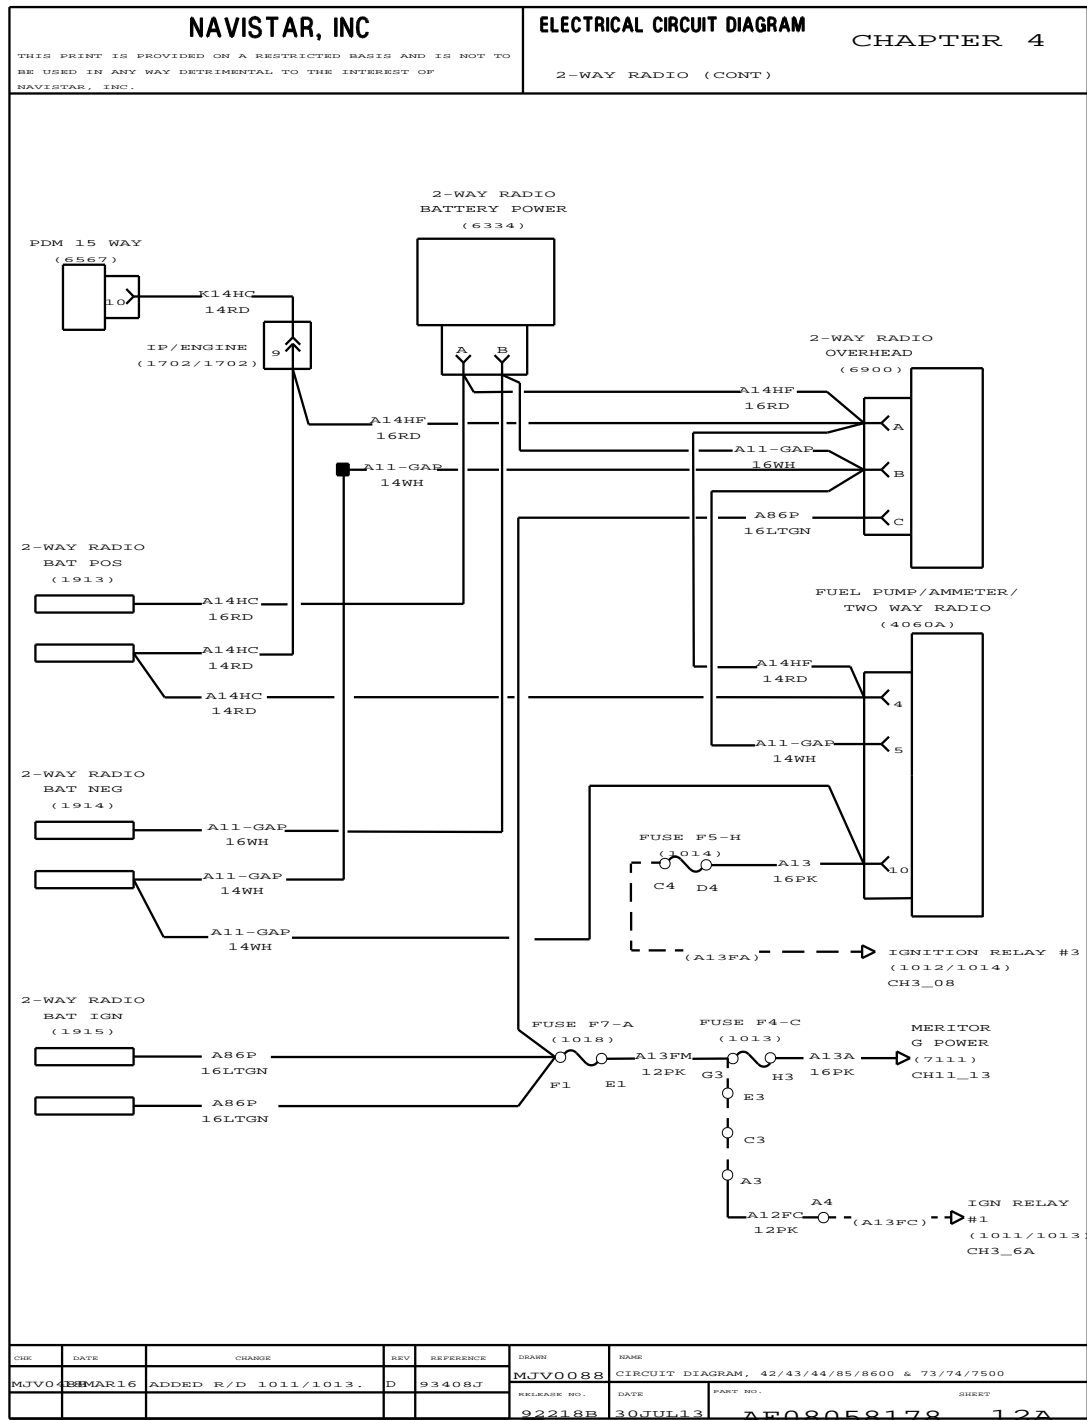 NAVISTAR, INC
THIS PRINT IS PROVIDED ON A RESTRICTED BASIS AND IS NOT TO
BE USED IN ANY WAY DETRIMENTAL TO THE INTEREST OF
NAVISTAR, INC.
ELECTRICAL CIRCUIT DIAGRAM
CHAPTER 4
2-WAY RADIO (CONT)
2-WAY RADIO
BATTERY POWER
(6334)
A B
PDM 15 WAY
(6567)
10
K14HC
14RD
IP/ENGINE
(1702/1702)
9
2-WAY RADIO
OVERHEAD
(6900)
A14HF
16RD
A14HF
16RD
A
A11-GAP
16WH
A11-GAP
14WH
B
A86P
16LTGN
C
2-WAY RADIO
BAT POS
(1913)
A14HC
16RD
A14HC
14RD
A14HC
14RD
FUEL PUMP/AMMETER/
TWO WAY RADIO
(4060A)
A14HF
14RD
4
A11-GAP
14WH
5
2-WAY RADIO
BAT NEG
(1914)
A11-GAP
16WH
A11-GAP
14WH
A11-GAP
14WH
FUSE F5-H
(1014)
C4 D4
A13
16PK
10
(A13FA)
IGNITION RELAY #3
(1012/1014)
CH3_08
2-WAY RADIO
BAT IGN
(1915)
A86P
16LTGN
A86P
16LTGN
FUSE F7-A
(1018)
F1 E1
A13FM
12PK
FUSE F4-C
(1013)
G3 H3
A13A
16PK
MERITOR
G POWER
(7111)
CH11_13
E3
C3
A3
A12FC
12PK
A4
(A13FC)
IGN RELAY
#1
(1011/1013)
CH3_6A
CHK DATE CHANGE REV REFERENCE
MAR16 ADDED R/D 1011/1013. D 93408J
DRAWN
MJV0088
NAME
CIRCUIT DIAGRAM, 42/43/44/85/8600 & 73/74/7500
RELEASE NO.
92218B
DATE
30JUL13
PART NO.
AF08058178
SHEET
12A